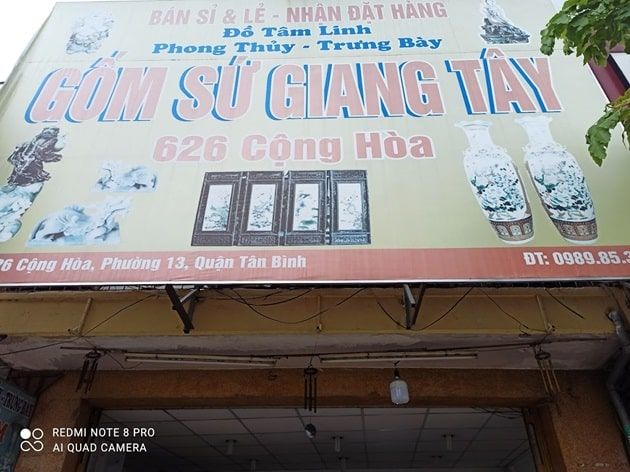 BÁN SỈ & LẺ - NHẬN ĐẶT HÀNG
Đồ Tâm Linh
Phong Thủy - Trưng Bày
GỐM SỨ GIANG TÂY
626 Cộng Hòa
26 Cộng Hòa, Phường 13, Quận Tân Bình
ĐT: 0989.85.3
REDMI NOTE 8 PRO
AI QUAD CAMERA